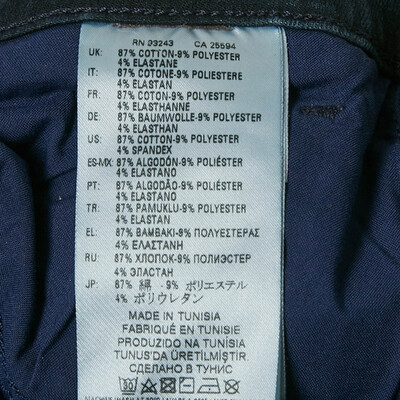 RN 93243 CA 25594
UK: 87% COTTON-9% POLYESTER
4% ELASTANE
IT: 87% COTONE-9% POLIESTERE
4% ELASTAN
FR: 87% COTON-9% POLYESTER
4% ELASTHANNE
DE: 87% BAUMWOLLE-9% POLYESTER
4% ELASTHAN
US: 87% COTTON-9% POLYESTER
4% SPANDEX
ES-MX: 87% ALGODÓN-9% POLIÉSTER
4% ELASTANO
PT: 87% ALGODÃO-9% POLIÉSTER
4% ELASTANO
TR: 87% PAMUKLU-9% POLYESTER
4% ELASTAN
EL: 87% ΒΑΜΒΑΚΙ-9% ΠΟΛΥΕΣΤΕΡΑΣ
4% ΕΛΑΣΤΑΝΗ
RU: 87% ХЛОПОК-9% ПОЛИЭСТЕР
4% ЭЛАСТАН
JP: 87% 綿 -9% ポリエステル
4% ポリウレタン
MADE IN TUNISIA
FABRIQUÉ EN TUNISIE
PRODUZIDO NA TUNÍSIA
TUNUS'DA ÜRETİLMİŞTİR
СДЕЛАНО В ТУНИС